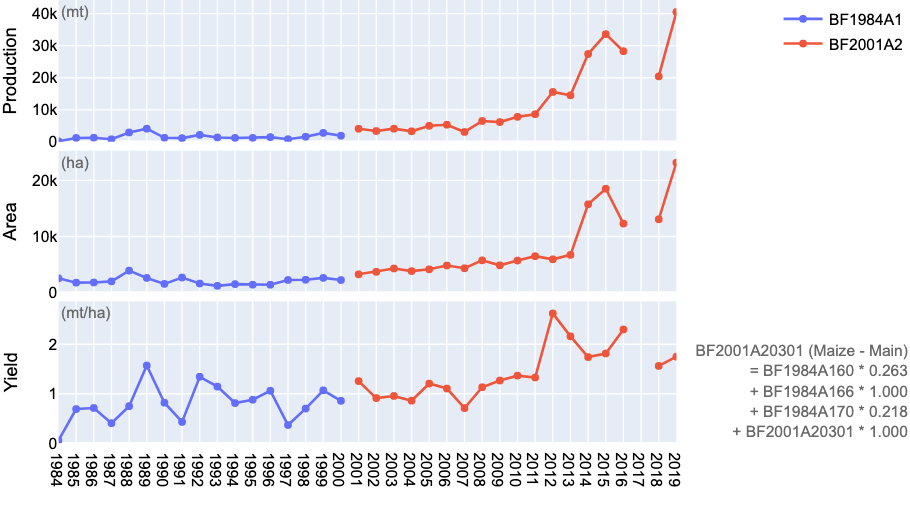 Production
(mt)
40k
30k
20k
10k
0
Area
(ha)
20k
10k
0
Yield
(mt/ha)
2
1
0
1984
1985
1986
1987
1988
1989
1990
1991
1992
1993
1994
1995
1996
1997
1998
1999
2000
2001
2002
2003
2004
2005
2006
2007
2008
2009
2010
2011
2012
2013
2014
2015
2016
2017
2018
2019
BF1984A1
BF2001A2
BF2001A20301 (Maize - Main)
= BF1984A160 * 0.263
+ BF1984A166 * 1.000
+ BF1984A170 * 0.218
+ BF2001A20301 * 1.000